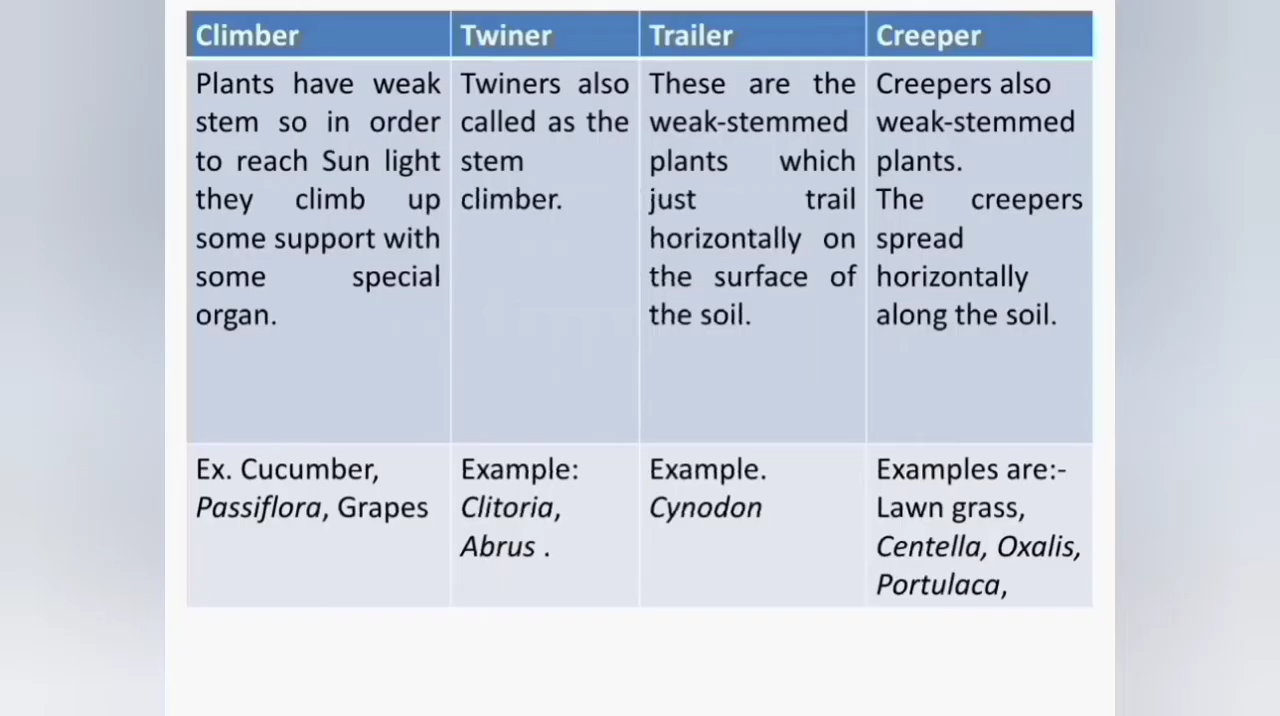 Climber
Twiner
Trailer
Creeper
Plants have weak
stem so in order
to reach Sun light
they climb up
some support with
some special
organ.
Twiners also
called as the
stem
climber.
These are the
weak-stemmed
plants which
just trail
horizontally on
the surface of
the soil.
Creepers also
weak-stemmed
plants.
The creepers
spread
horizontally
along the soil.
Ex. Cucumber,
Passiflora, Grapes
Example:
Clitoria,
Abrus .
Example.
Cynodon
Examples are:-
Lawn grass,
Centella, Oxalis,
Portulaca,